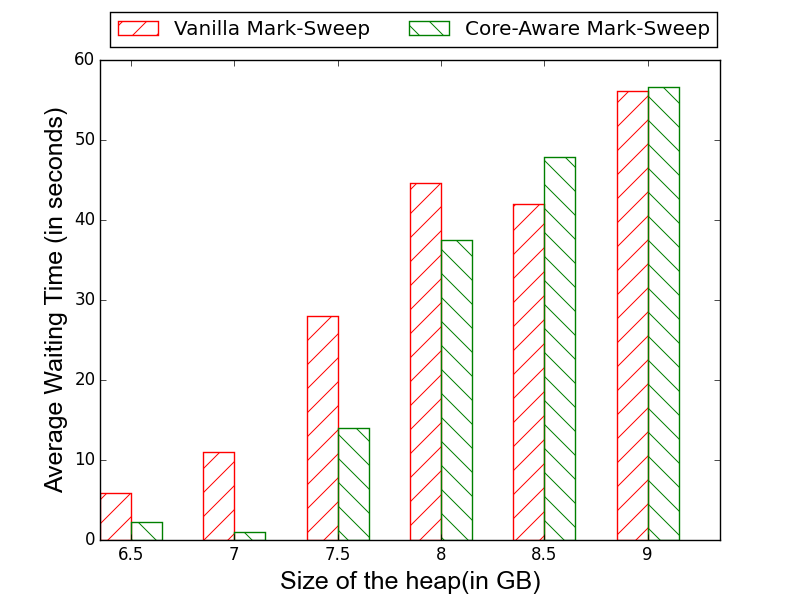 Vanilla Mark-Sweep Core-Aware Mark-Sweep
Average Waiting Time (in seconds)
60
50
40
30
20
10
0
6.5 7 7.5 8 8.5 9
Size of the heap(in GB)